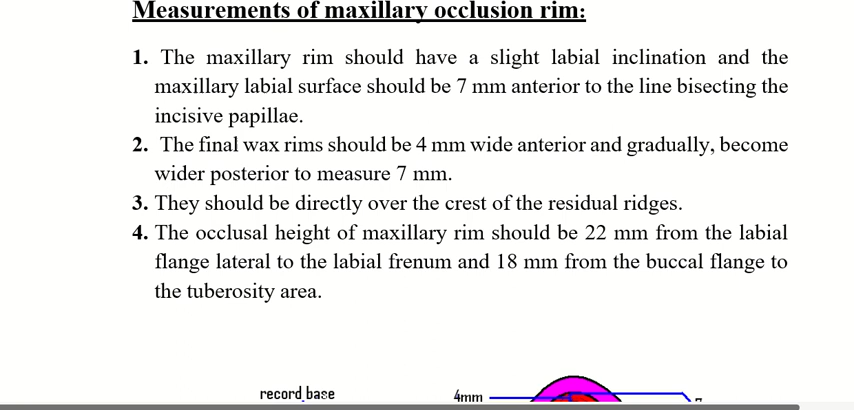 Measurements of maxillary occlusion rim:
1. The maxillary rim should have a slight labial inclination and the
maxillary labial surface should be 7 mm anterior to the line bisecting the
incisive papillae.
2. The final wax rims should be 4 mm wide anterior and gradually, become
wider posterior to measure 7 mm.
3. They should be directly over the crest of the residual ridges.
4. The occlusal height of maxillary rim should be 22 mm from the labial
flange lateral to the labial frenum and 18 mm from the buccal flange to
the tuberosity area.
record base
4mm